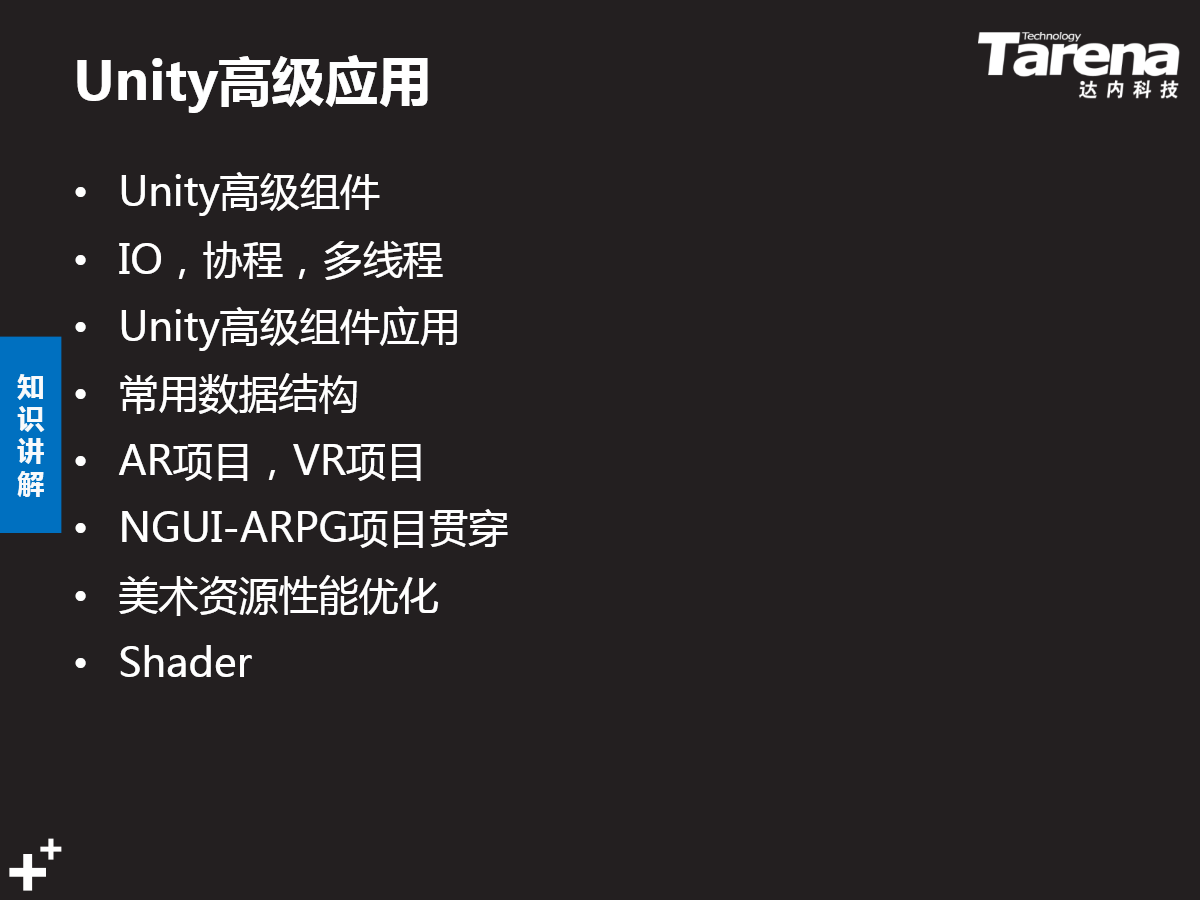 Unity高级应用
Technology
Tarena
达内科技
• Unity高级组件
• IO，协程，多线程
• Unity高级组件应用
• 常用数据结构
• AR项目，VR项目
• NGUI-ARPG项目贯穿
• 美术资源性能优化
• Shader
知识讲解